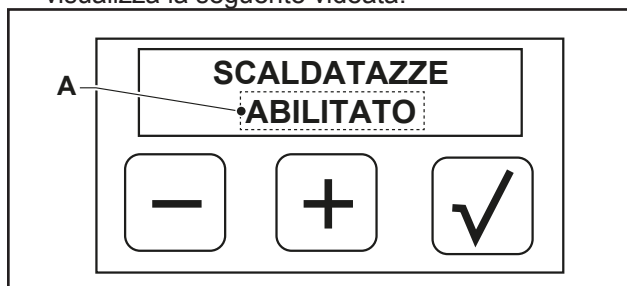 visualizza la seguente videata:
A
SCALDATAZZE
ABILITATO